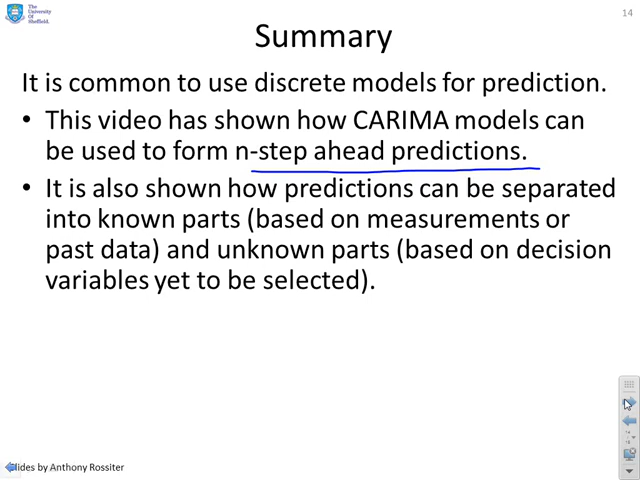 The
University
Of
Sheffield.
14
Summary
It is common to use discrete models for prediction.
• This video has shown how CARIMA models can
be used to form n-step ahead predictions.
• It is also shown how predictions can be separated
into known parts (based on measurements or
past data) and unknown parts (based on decision
variables yet to be selected).
lides by Anthony Rossiter